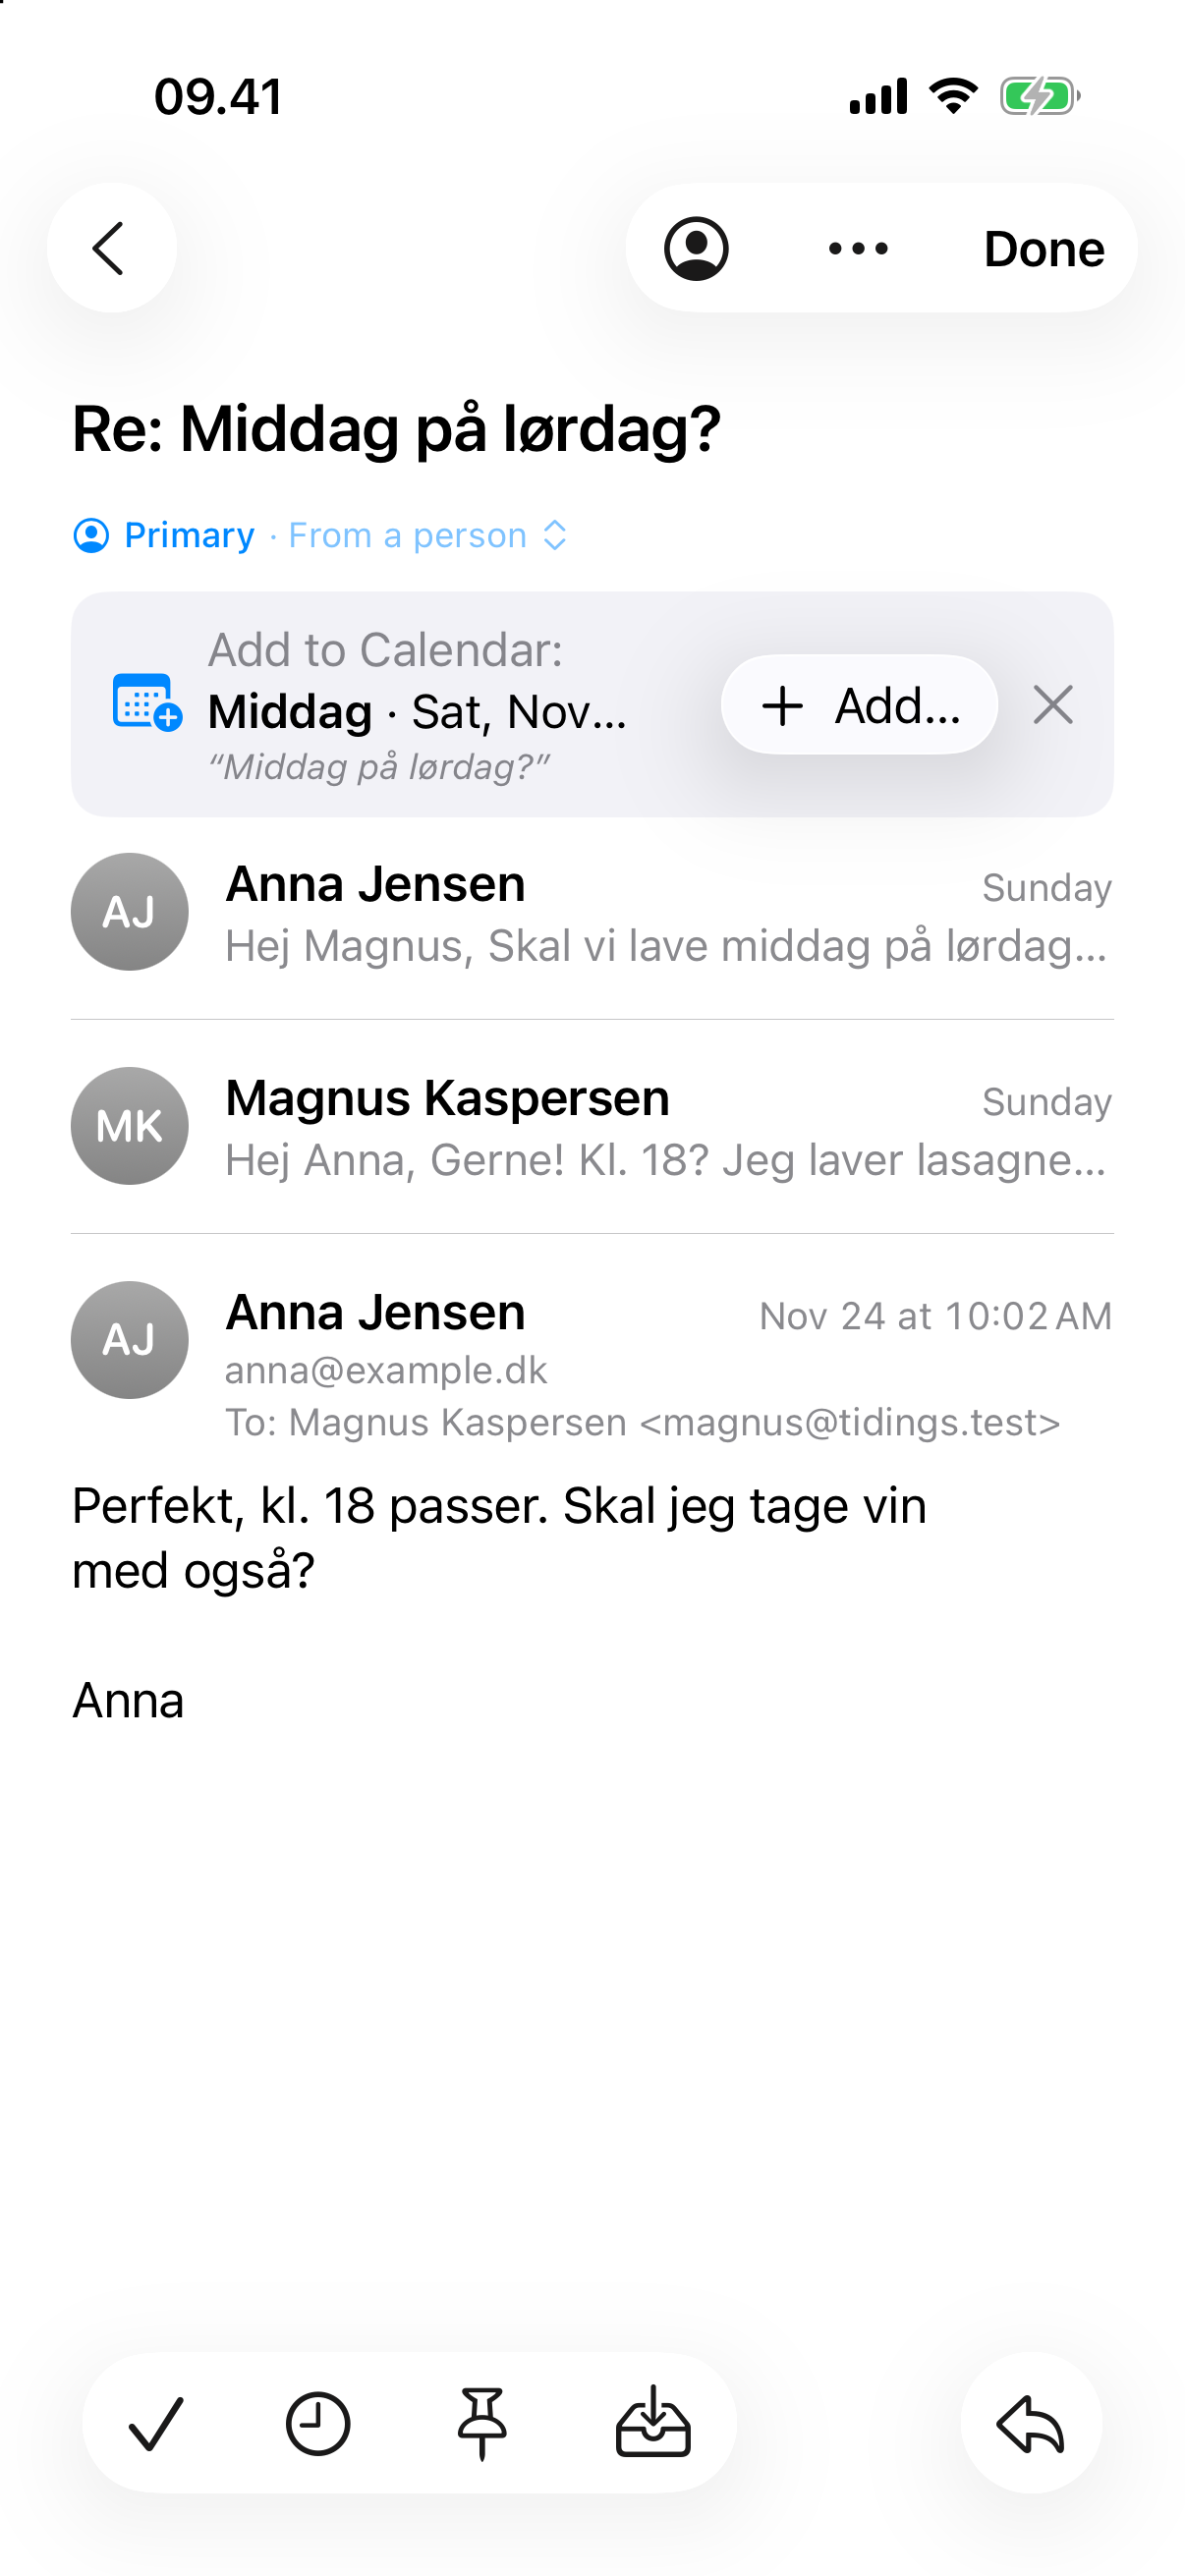 09.41
Done
Re: Middag på lørdag?
Primary · From a person
Add to Calendar:
Middag · Sat, Nov...
+ Add...
“Middag på lørdag?”
AJ
Anna Jensen
Sunday
Hej Magnus, Skal vi lave middag på lørdag...
MK
Magnus Kaspersen
Sunday
Hej Anna, Gerne! Kl. 18? Jeg laver lasagne...
AJ
Anna Jensen
Nov 24 at 10:02 AM
anna@example.dk
To: Magnus Kaspersen <magnus@tidings.test>
Perfekt, kl. 18 passer. Skal jeg tage vin
med også?
Anna